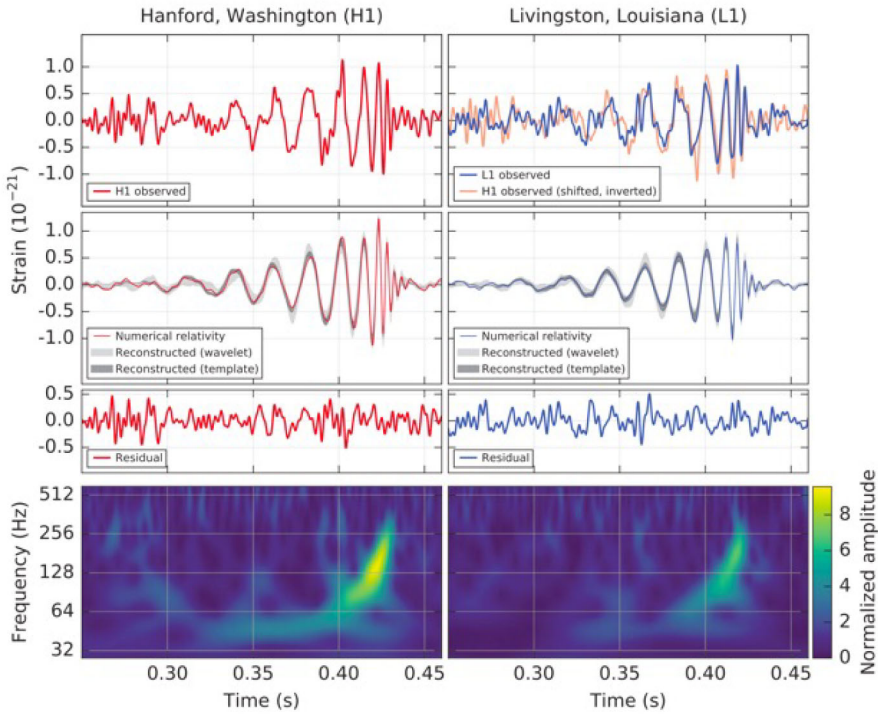 Hanford, Washington (H1)
Livingston, Louisiana (L1)
Strain (10⁻²¹)
1.0
0.5
0.0
-0.5
-1.0
H1 observed
L1 observed
H1 observed (shifted, inverted)
1.0
0.5
0.0
-0.5
-1.0
Numerical relativity
Reconstructed (wavelet)
Reconstructed (template)
Numerical relativity
Reconstructed (wavelet)
Reconstructed (template)
0.5
0.0
-0.5
Residual
Residual
Frequency (Hz)
512
256
128
64
32
0.30
0.35
0.40
0.45
Time (s)
0.30
0.35
0.40
0.45
Time (s)
8
6
4
2
0
Normalized amplitude